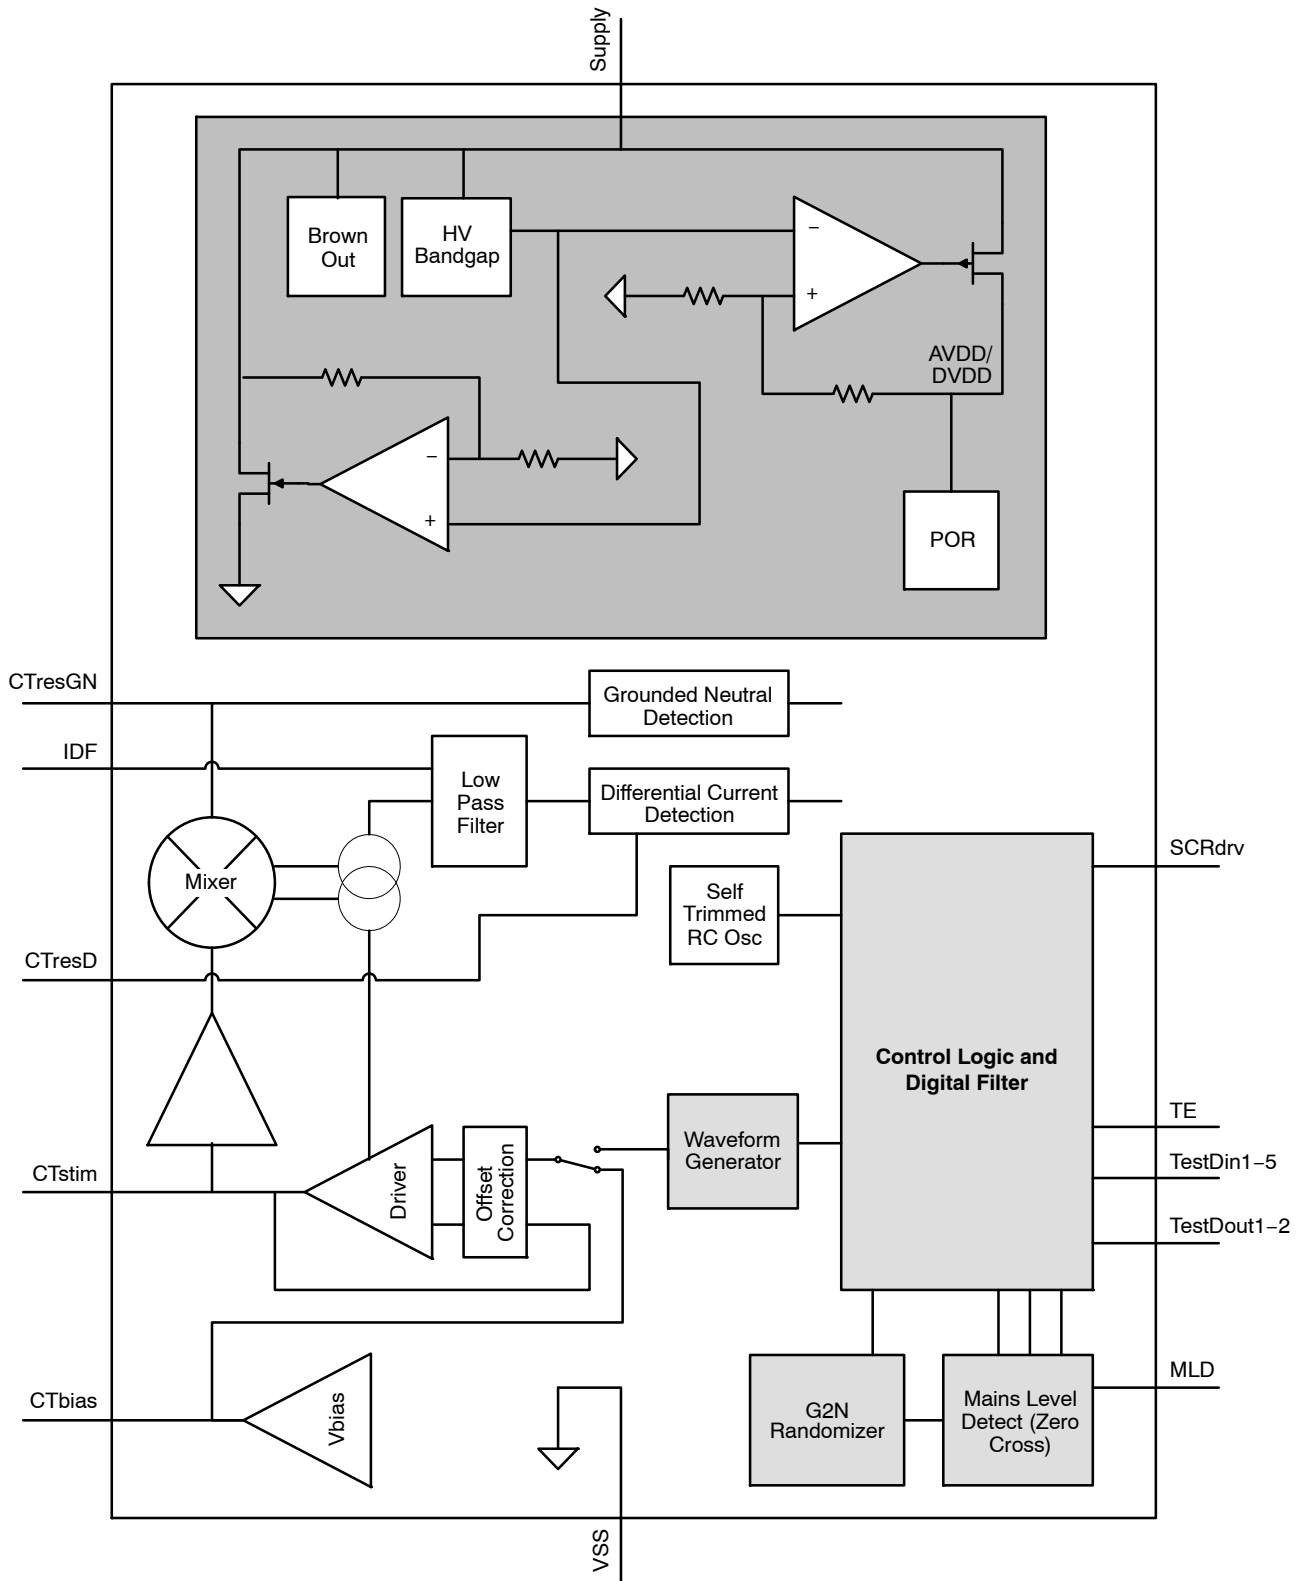 Supply
Brown
Out
HV
Bandgap
−
+
AVDD/
DVDD
−
+
POR
CTresGN
Grounded Neutral
Detection
IDF
Low
Pass
Filter
Differential Current
Detection
Mixer
SCRdrv
Self
Trimmed
RC Osc
CTresD
Control Logic and
Digital Filter
TE
Waveform
Generator
TestDin1−5
CTstim
Driver
Offset
Correction
TestDout1−2
MLD
CTbias
Vbias
G2N
Randomizer
Mains Level
Detect (Zero
Cross)
VSS